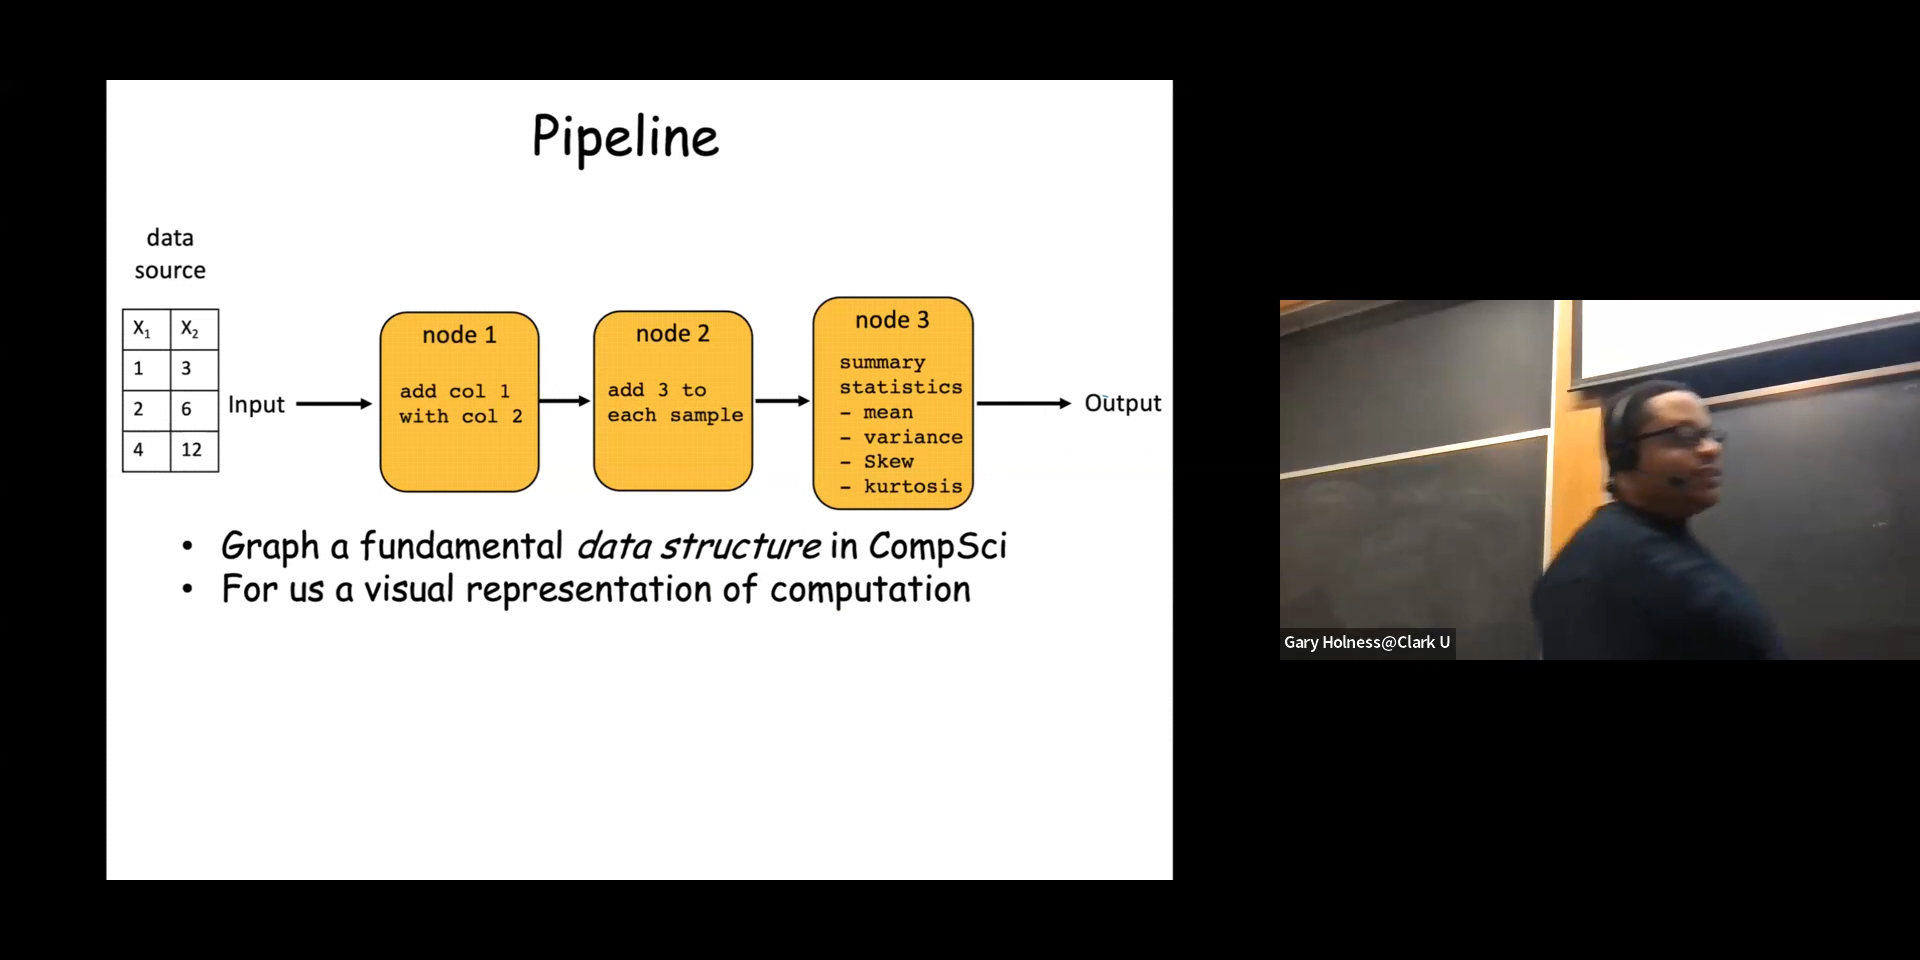 Pipeline
data
source
X1 X2
1 3
2 6
4 12
Input
node 1
add col 1
with col 2
node 2
add 3 to
each sample
node 3
summary
statistics
- mean
- variance
- Skew
- kurtosis
Output
• Graph a fundamental data structure in CompSci
• For us a visual representation of computation
Gary Holness@Clark U